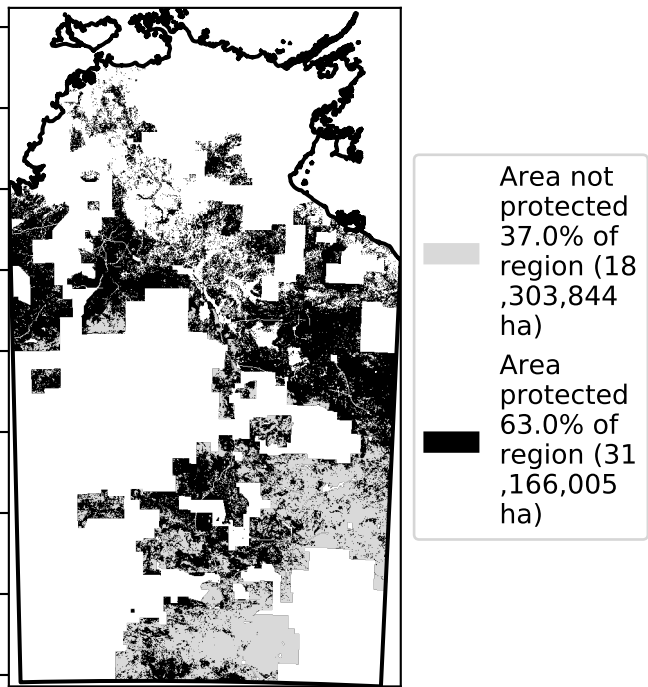 Area not
protected
37.0% of
region (18
,303,844
ha)
Area
protected
63.0% of
region (31
,166,005
ha)